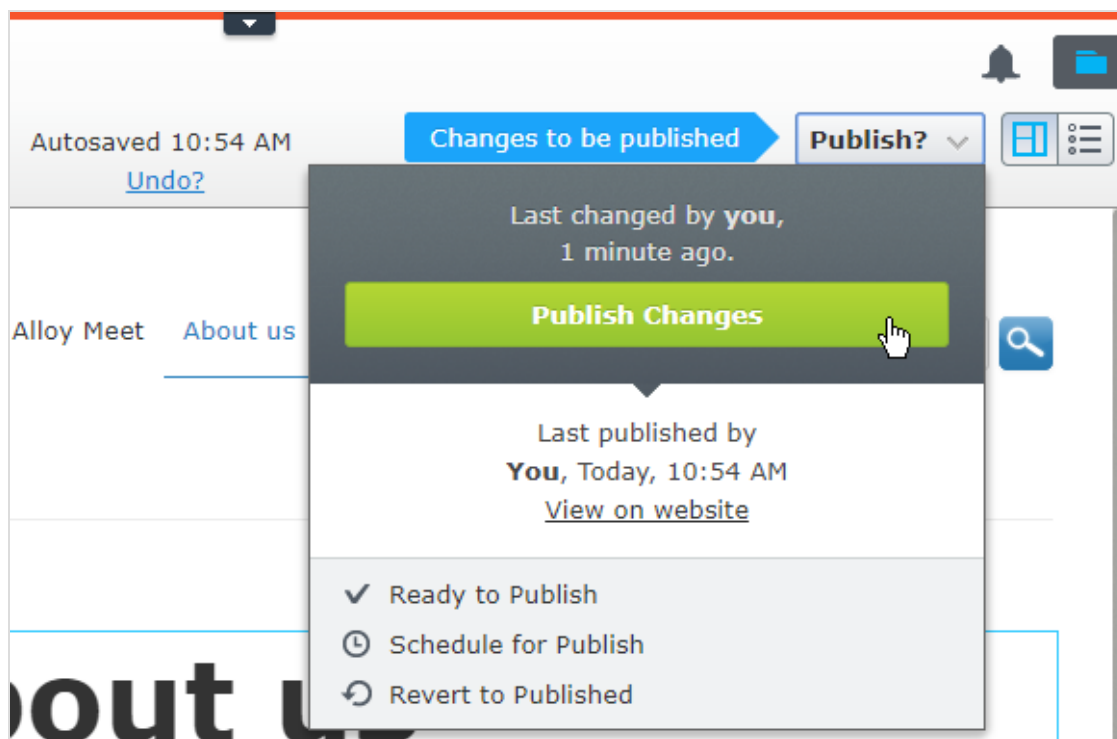 Autosaved 10:54 AM
Undo?
Changes to be published
Publish?
Last changed by you,
1 minute ago.
Publish Changes
Alloy Meet
About us
Last published by
You, Today, 10:54 AM
View on website
Ready to Publish
Schedule for Publish
Revert to Published
bout us